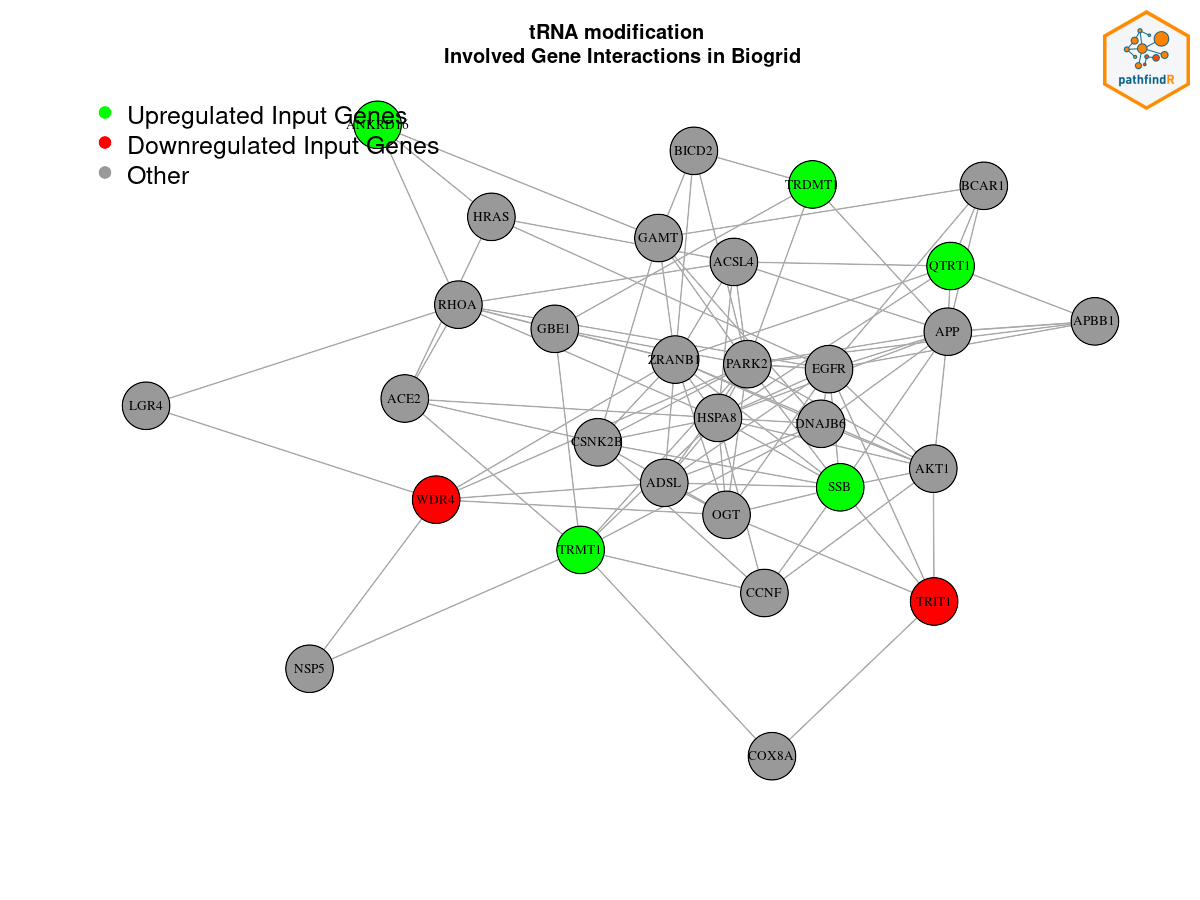 tRNA modification
Involved Gene Interactions in Biogrid
pathfindR
Upregulated Input Genes
ANKRD16
Downregulated Input Genes
Other
BICD2
TRDMT1
BCAR1
HRAS
GAMT
ACSL4
QTRT1
RHOA
GBE1
APP
APBB1
ZRANB1
PARK2
EGFR
LGR4
ACE2
HSPA8
DNAJB6
CSNK2B
AKT1
ADSL
SSB
WDR4
OGT
TRMT1
CCNF
TRIT1
NSP5
COX8A